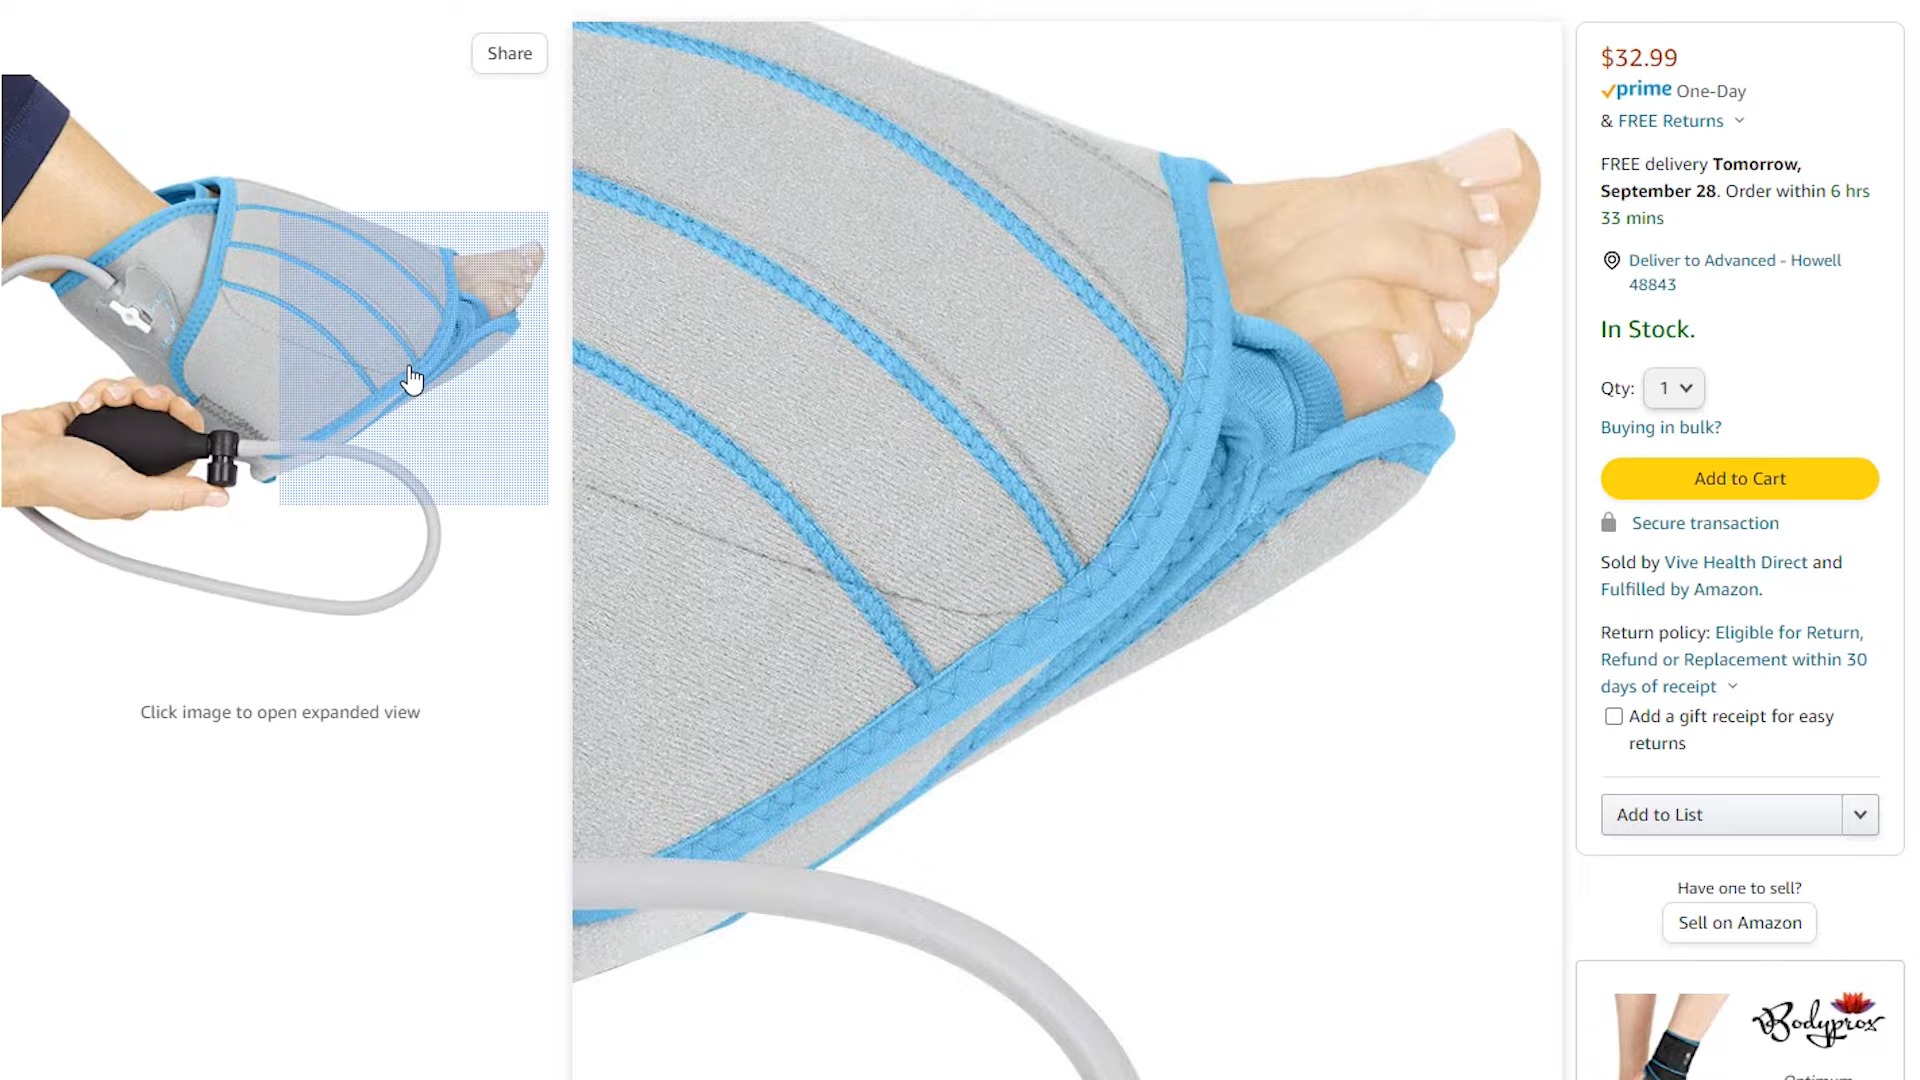 Share
$32.99
prime One-Day
& FREE Returns
FREE delivery Tomorrow,
September 28. Order within 6 hrs
33 mins
Deliver to Advanced - Howell
48843
In Stock.
Qty: 1
Buying in bulk?
Add to Cart
Secure transaction
Sold by Vive Health Direct and
Fulfilled by Amazon.
Return policy: Eligible for Return,
Refund or Replacement within 30
days of receipt
Add a gift receipt for easy
returns
Click image to open expanded view
Add to List
Have one to sell?
Sell on Amazon
Bodyprox
Optimum